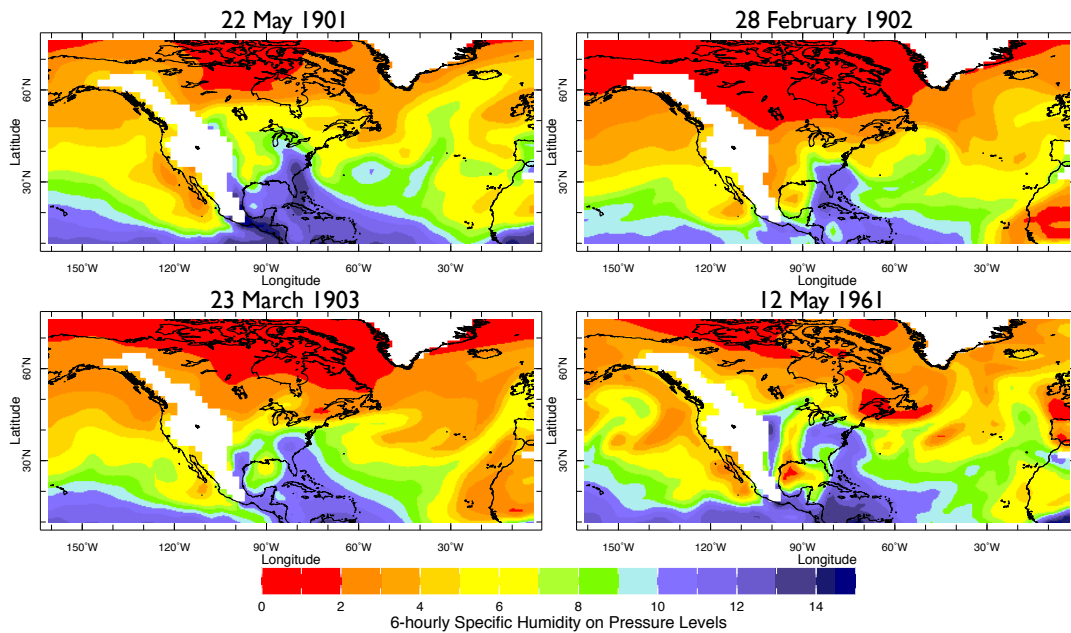 22 May 1901
28 February 1902
60°N
30°N
Latitude
150°W 120°W 90°W 60°W 30°W
Longitude
60°N
30°N
Latitude
150°W 120°W 90°W 60°W 30°W
Longitude
23 March 1903
12 May 1961
60°N
30°N
Latitude
150°W 120°W 90°W 60°W 30°W
Longitude
60°N
30°N
Latitude
150°W 120°W 90°W 60°W 30°W
Longitude
0 2 4 6 8 10 12 14
6-hourly Specific Humidity on Pressure Levels